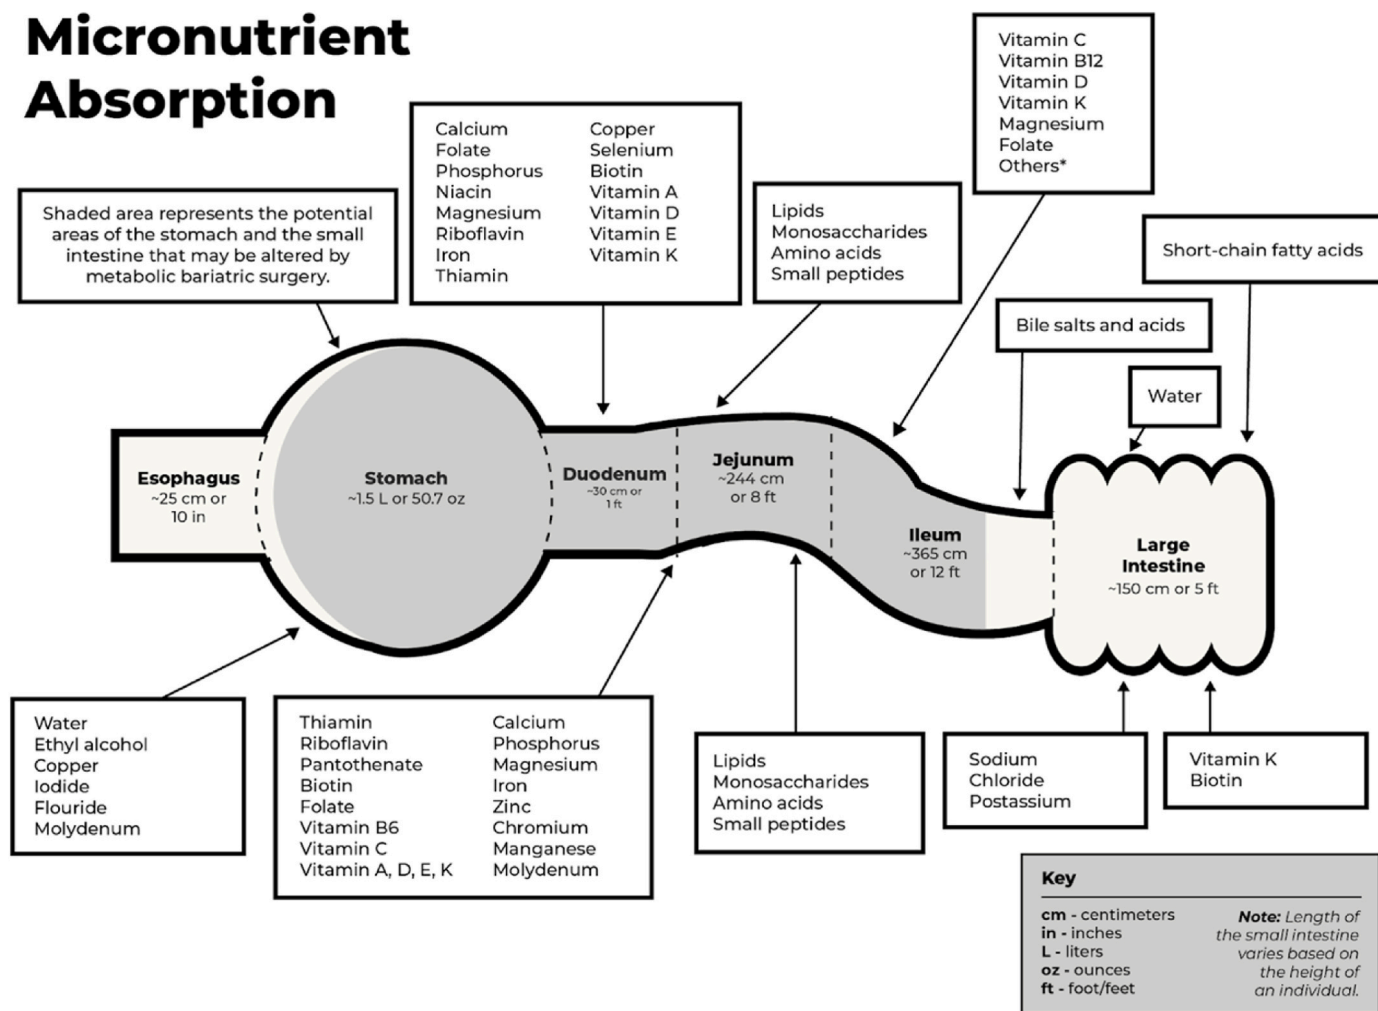 Micronutrient
Absorption
Shaded area represents the potential
areas of the stomach and the small
intestine that may be altered by
metabolic bariatric surgery.
Calcium
Folate
Phosphorus
Niacin
Magnesium
Riboflavin
Iron
Thiamin
Copper
Selenium
Biotin
Vitamin A
Vitamin D
Vitamin E
Vitamin K
Lipids
Monosaccharides
Amino acids
Small peptides
Vitamin C
Vitamin B12
Vitamin D
Vitamin K
Magnesium
Folate
Others*
Short-chain fatty acids
Bile salts and acids
Water
Esophagus
~25 cm or
10 in
Stomach
~1.5 L or 50.7 oz
Duodenum
~30 cm or
1 ft
Jejunum
~244 cm
or 8 ft
Ileum
~365 cm
or 12 ft
Large
Intestine
~150 cm or 5 ft
Water
Ethyl alcohol
Copper
Iodide
Flouride
Molydenum
Thiamin
Riboflavin
Pantothenate
Biotin
Folate
Vitamin B6
Vitamin C
Vitamin A, D, E, K
Calcium
Phosphorus
Magnesium
Iron
Zinc
Chromium
Manganese
Molydenum
Lipids
Monosaccharides
Amino acids
Small peptides
Sodium
Chloride
Postassium
Vitamin K
Biotin
Key
cm - centimeters
in - inches
L - liters
oz - ounces
ft - foot/feet
Note: Length of
the small intestine
varies based on
the height of
an individual.